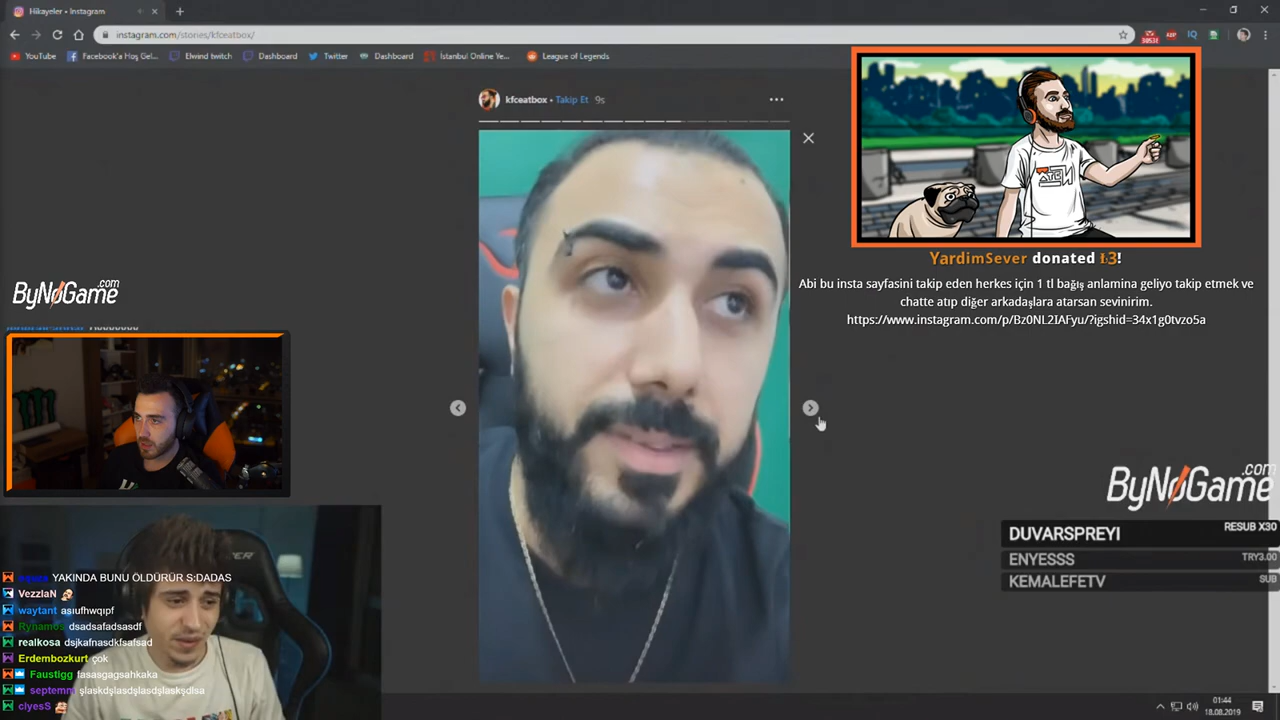 Hikayeler • Instagram
instagram.com/stories/kfceatbox/
YouTube
Facebook'a Hoş Gel...
Elwind twitch
Dashboard
Twitter
Dashboard
İstanbul Online Ye...
League of Legends
kfceatbox • Takip Et 9s
YardimSever donated ₺3!
Abi bu insta sayfasini takip eden herkes için 1 tl bağış anlamina geliyo takip etmek ve
chatte atıp diğer arkadaşlara atarsan sevinirim.
https://www.instagram.com/p/Bz0NL2IAFyu/?igshid=34x1g0tvzo5a
ByNoGame.com
ByNoGame.com
DUVARSPREYI RESUB X30
ENYESSS TRY3.00
KEMALEFETV SUB
YAKINDA BUNU ÖLDÜRÜR S:DADAS
VezzlaN
waytant asıufhwqıpf
Rynamos dsadsafadsasdf
realkosa dsjkafnasdkfsafsad
Erdembozkurt çok
Faustigg fasasgagsahkaka
septemm şlaskdşlasdşlasdşlaskşdlsa
clyesS
01:44
18.08.2019